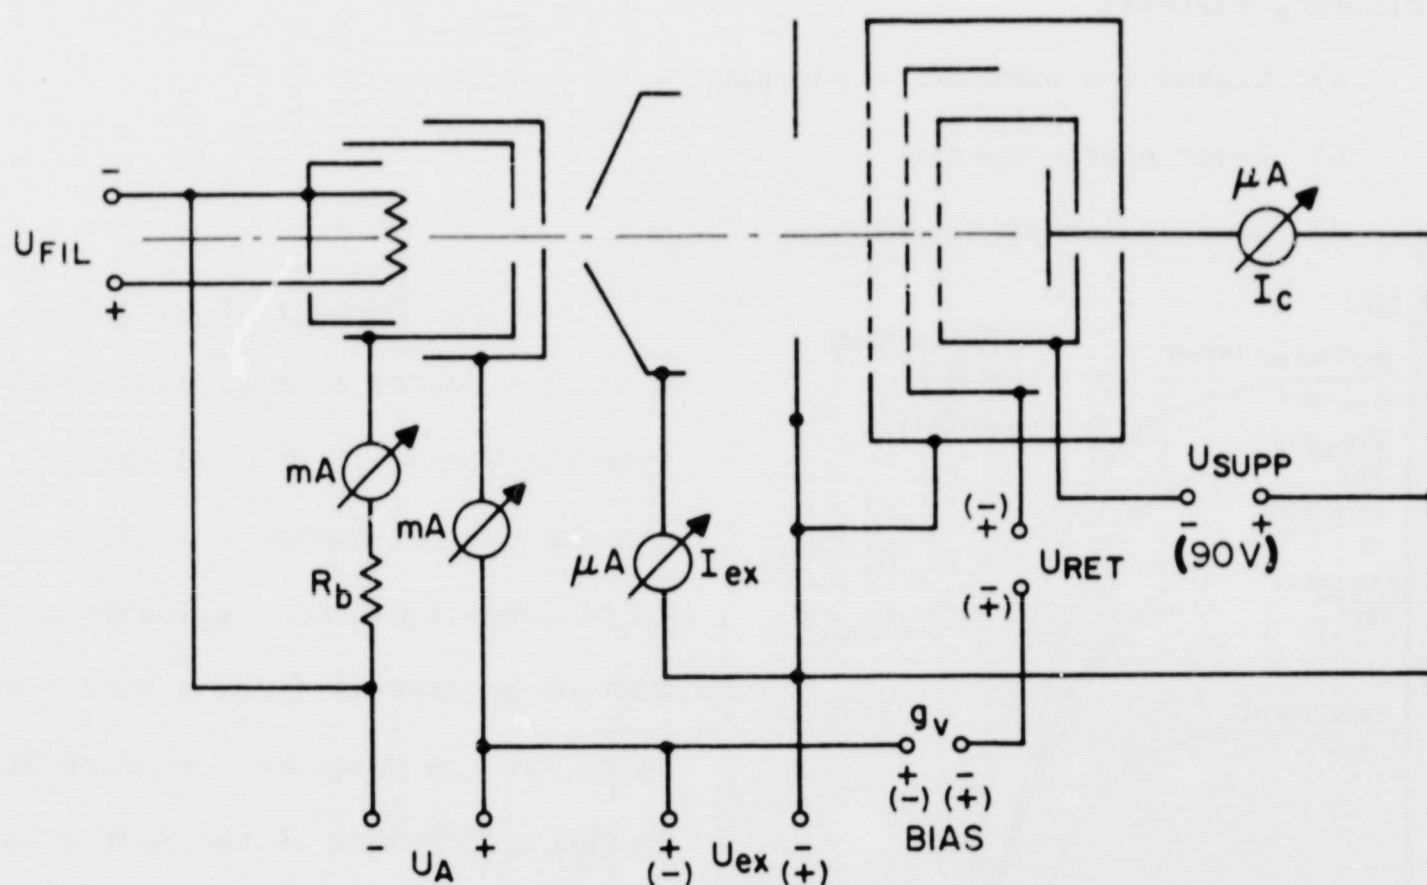 -
U_FIL
+
μA
I_c
mA
mA
μA I_ex
R_b
(-)
+
U_RET
-
(+)
U_SUPP
- +
(90V)
g_v
+ -
(-) (+)
BIAS
- U_A +
+ U_ex -
(-) (+)